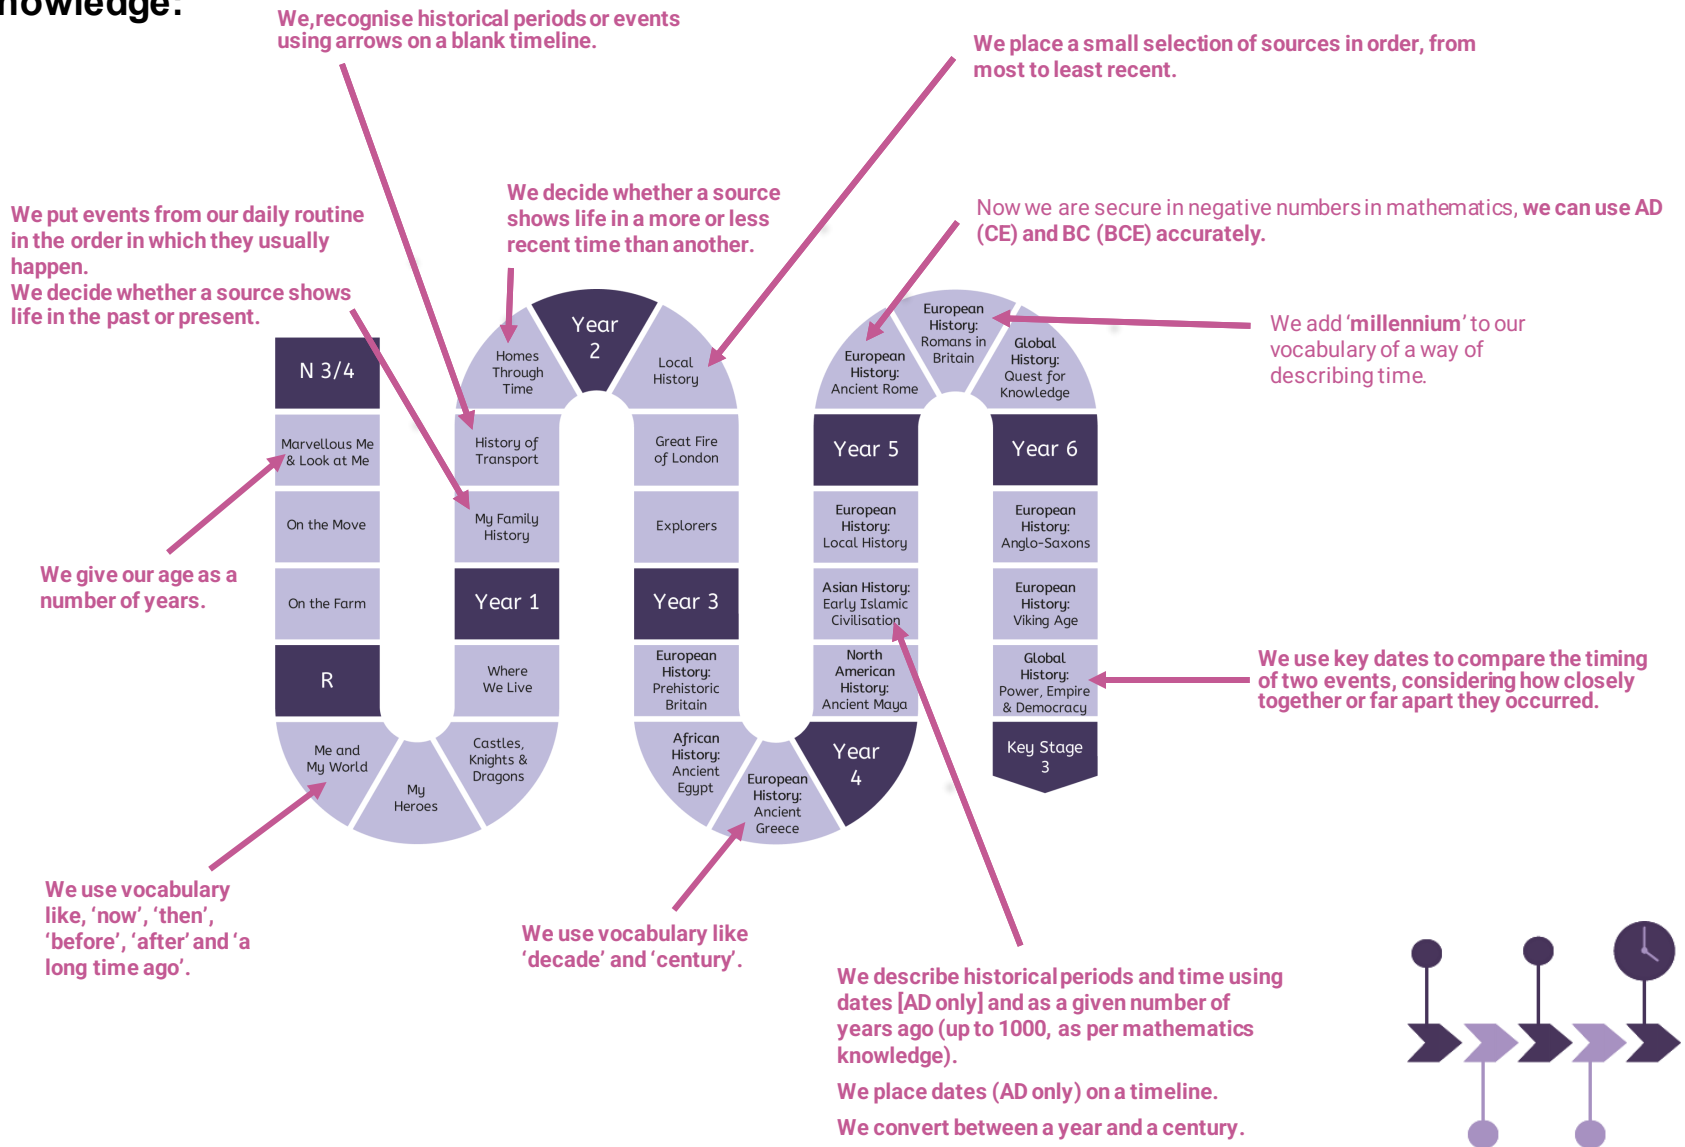 nowledge:
We,recognise historical periods or events
using arrows on a blank timeline.
We place a small selection of sources in order, from
most to least recent.
We put events from our daily routine
in the order in which they usually
happen.
We decide whether a source shows
life in the past or present.
We decide whether a source
shows life in a more or less
recent time than another.
Now we are secure in negative numbers in mathematics, we can use AD
(CE) and BC (BCE) accurately.
We add ‘millennium’ to our
vocabulary of a way of
describing time.
N 3/4
Marvellous Me
& Look at Me
On the Move
On the Farm
R
Me and
My World
My
Heroes
Castles,
Knights &
Dragons
Where
We Live
Year 1
My Family
History
History of
Transport
Homes
Through
Time
Year
2
Local
History
Great Fire
of London
Explorers
Year 3
European
History:
Prehistoric
Britain
African
History:
Ancient
Egypt
European
History:
Ancient
Greece
Year
4
North
American
History:
Ancient Maya
Asian History:
Early Islamic
Civilisation
European
History:
Local History
Year 5
European
History:
Ancient Rome
European
History:
Romans in
Britain
Global
History:
Quest for
Knowledge
Year 6
European
History:
Anglo-Saxons
European
History:
Viking Age
Global
History:
Power, Empire
& Democracy
Key Stage
3
We give our age as a
number of years.
We use key dates to compare the timing
of two events, considering how closely
together or far apart they occurred.
We use vocabulary
like, ‘now’, ‘then’,
‘before’, ‘after’ and ‘a
long time ago’.
We use vocabulary like
‘decade’ and ‘century’.
We describe historical periods and time using
dates [AD only] and as a given number of
years ago (up to 1000, as per mathematics
knowledge).
We place dates (AD only) on a timeline.
We convert between a year and a century.